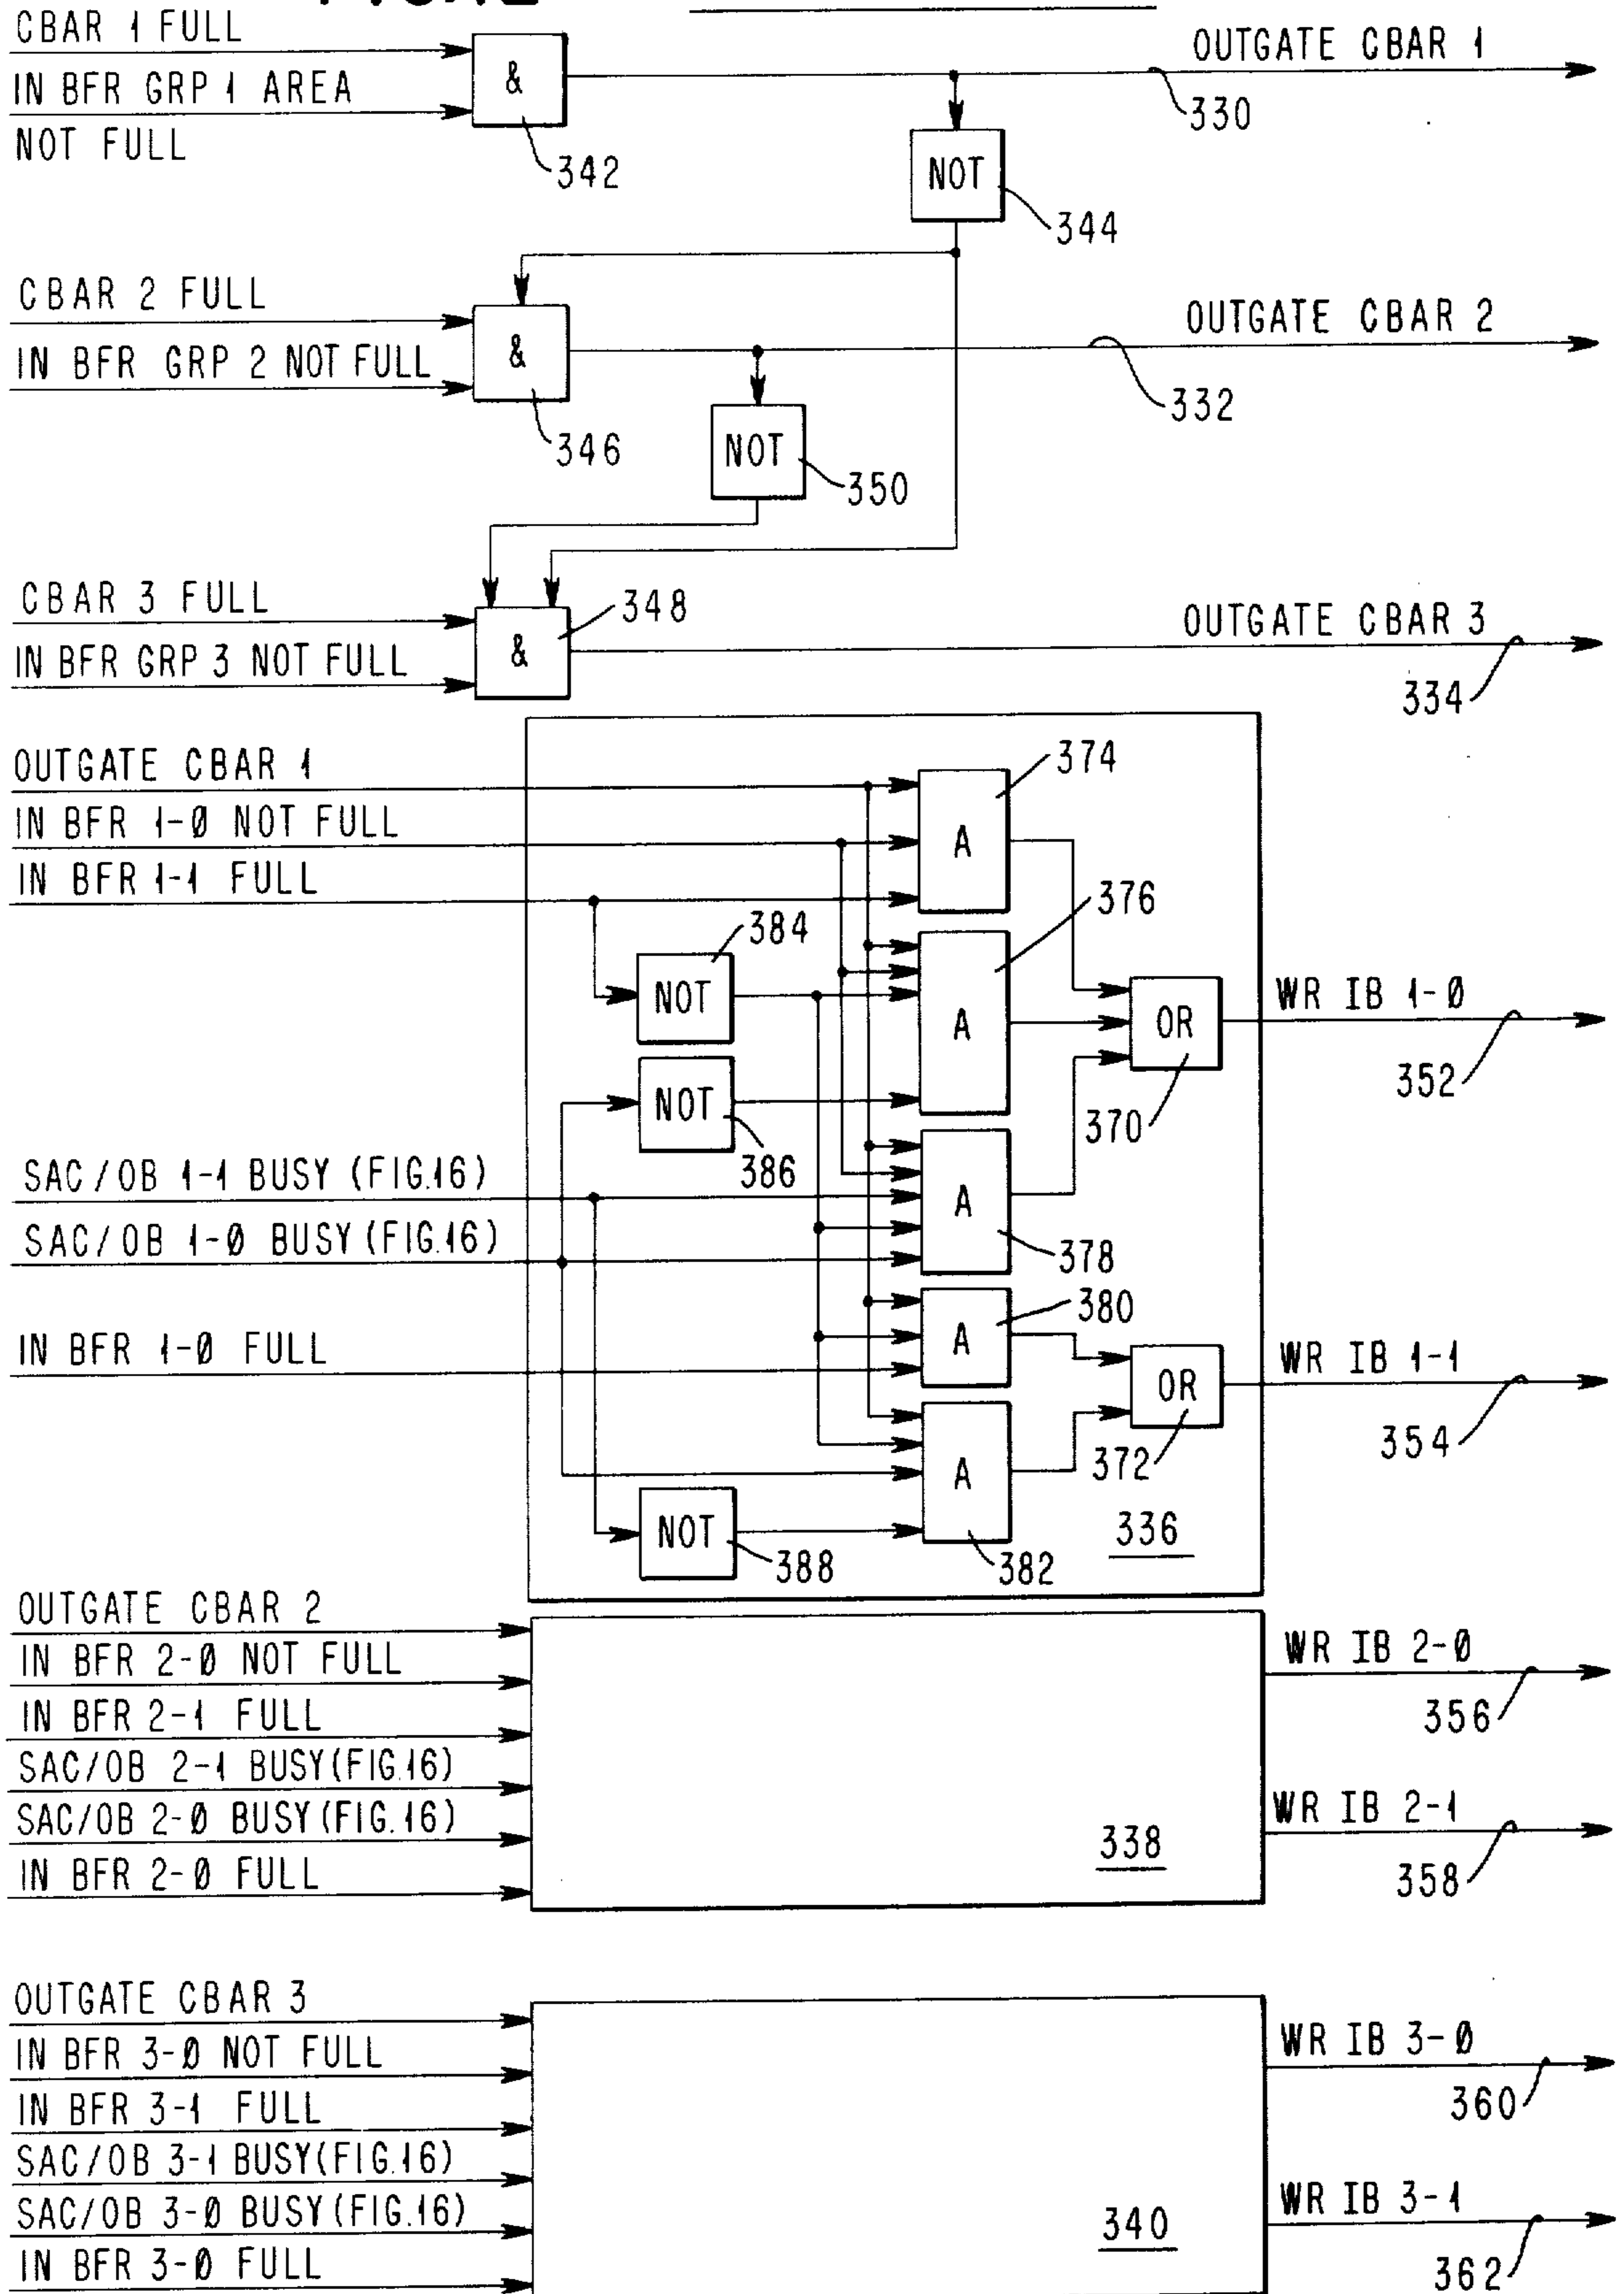 CBAR 1 FULL
OUTGATE CBAR 1
IN BFR GRP 1 AREA
&
330
NOT FULL
342
NOT
344
CBAR 2 FULL
OUTGATE CBAR 2
IN BFR GRP 2 NOT FULL
&
332
346
NOT
350
CBAR 3 FULL
348
OUTGATE CBAR 3
IN BFR GRP 3 NOT FULL
&
334
OUTGATE CBAR 1
374
IN BFR 1-0 NOT FULL
A
IN BFR 1-1 FULL
376
384
NOT
WR IB 1-0
A
OR
352
NOT
370
386
SAC/OB 1-1 BUSY (FIG.16)
A
SAC/OB 1-0 BUSY (FIG.16)
378
380
IN BFR 1-0 FULL
A
WR IB 1-1
OR
354
372
A
NOT
336
388
382
OUTGATE CBAR 2
IN BFR 2-0 NOT FULL
WR IB 2-0
IN BFR 2-1 FULL
356
SAC/OB 2-1 BUSY (FIG.16)
SAC/OB 2-0 BUSY (FIG.16)
WR IB 2-1
338
IN BFR 2-0 FULL
358
OUTGATE CBAR 3
IN BFR 3-0 NOT FULL
WR IB 3-0
IN BFR 3-1 FULL
360
SAC/OB 3-1 BUSY (FIG.16)
SAC/OB 3-0 BUSY (FIG.16)
WR IB 3-1
340
IN BFR 3-0 FULL
362